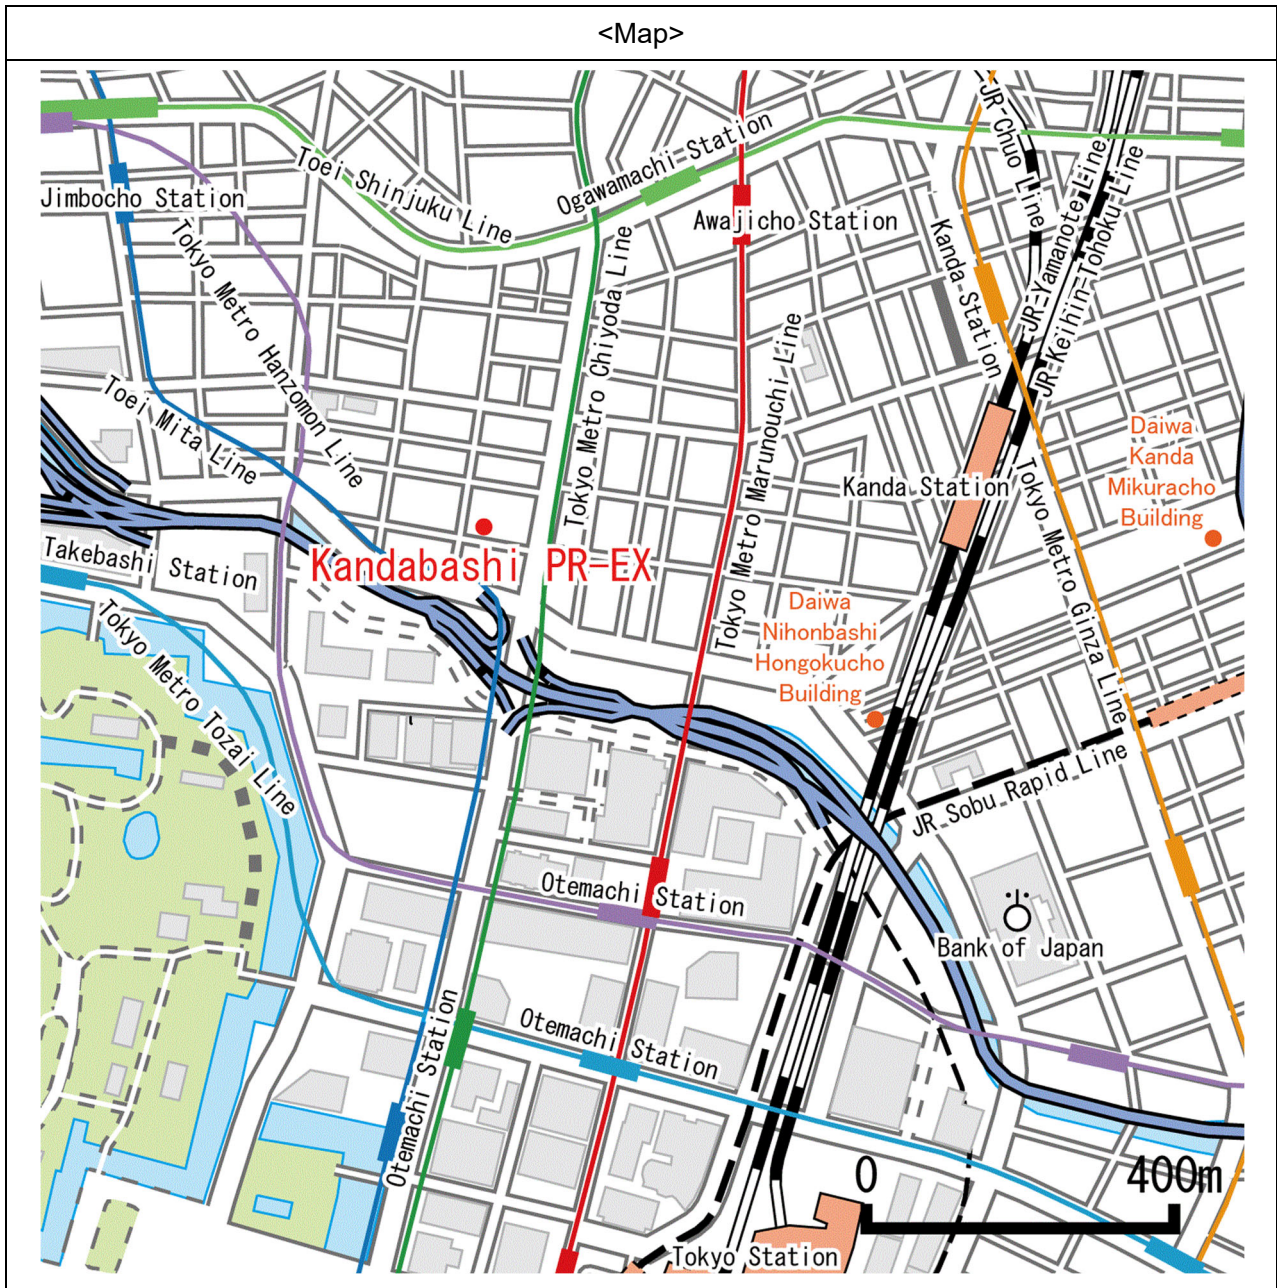 <Map>
JR-Chuo Line
Toei Shinjuku Line
Ogawamachi Station
Jimbocho Station
Awajicho Station
JR-Yamanote Line
JR-Keihin-Tohoku Line
Kanda Station
Tokyo Metro Hanzomon Line
Tokyo Metro Chiyoda Line
Tokyo Metro Marunouchi Line
Toei Mita Line
Daiwa
Kanda
Mikuracho
Building
Kanda Station
Tokyo Metro Ginza Line
Takebashi Station
Kandabashi PR-EX
Daiwa
Nihonbashi
Hongokucho
Building
Tokyo Metro Tozai Line
JR Sobu Rapid Line
Otemachi Station
Bank of Japan
Otemachi Station
Otemachi Station
0 400m
Tokyo Station